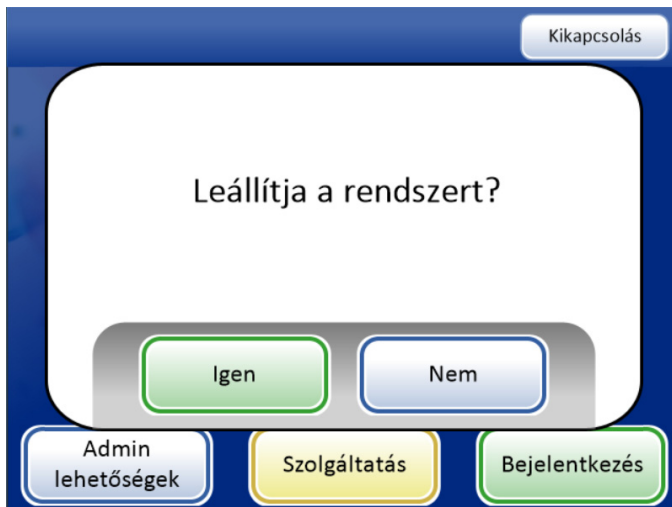 Kikapcsolás
Leállítja a rendszert?
Igen
Nem
Admin
lehetőségek
Szolgáltatás
Bejelentkezés